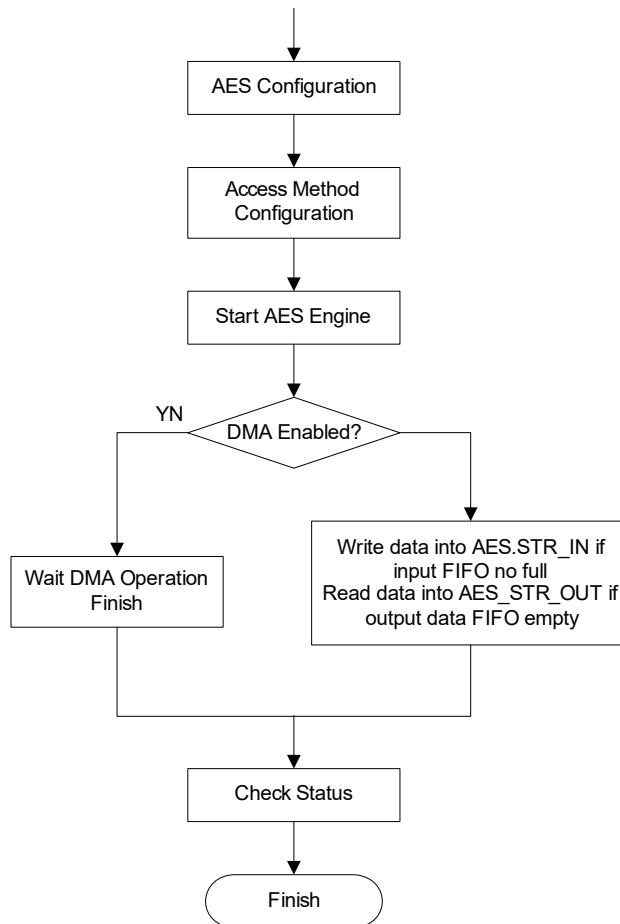 AES Configuration
Access Method
Configuration
Start AES Engine
YN
DMA Enabled?
Write data into AES.STR_IN if
input FIFO no full
Read data into AES_STR_OUT if
output data FIFO empty
Wait DMA Operation
Finish
Check Status
Finish